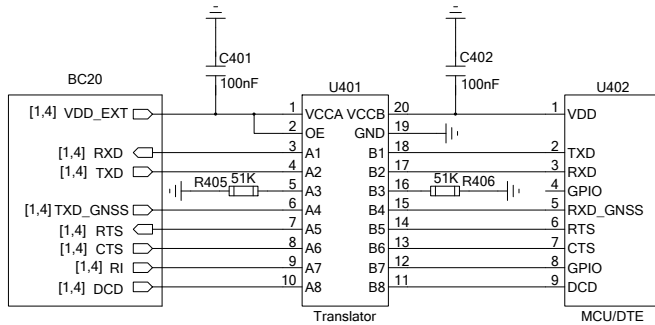 C401
100nF
C402
100nF
BC20
U401
U402
[1,4] VDD_EXT
1 VCCA VCCB 20
1 VDD
2 OE GND 19
[1,4] RXD
3 A1 B1 18
2 TXD
[1,4] TXD
4 A2 B2 17
3 RXD
R405 51K
5 A3 B3 16
51K R406
4 GPIO
[1,4] TXD_GNSS
6 A4 B4 15
5 RXD_GNSS
[1,4] RTS
7 A5 B5 14
6 RTS
[1,4] CTS
8 A6 B6 13
7 CTS
[1,4] RI
9 A7 B7 12
8 GPIO
[1,4] DCD
10 A8 B8 11
9 DCD
Translator
MCU/DTE